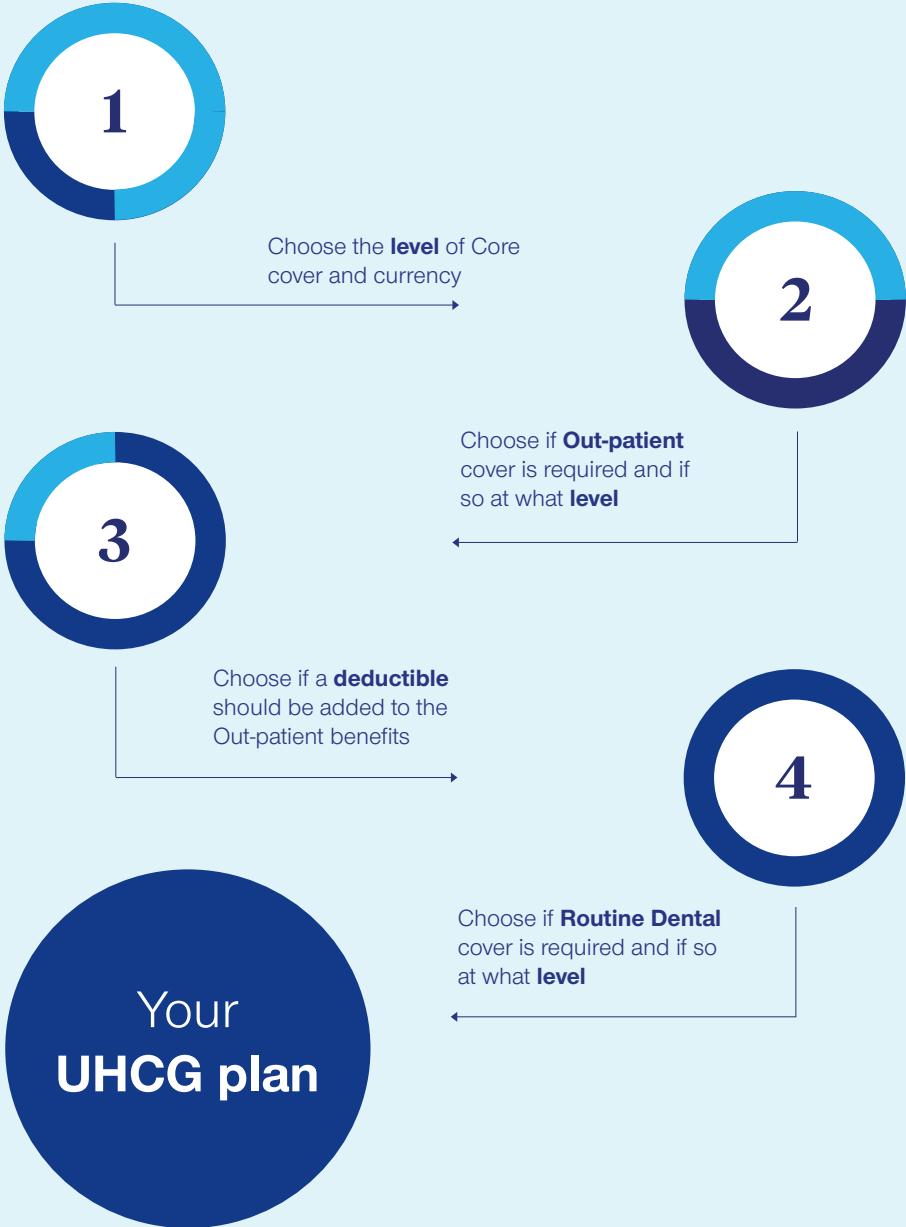 1
Choose the level of Core
cover and currency
2
Choose if Out-patient
cover is required and if
so at what level
3
Choose if a deductible
should be added to the
Out-patient benefits
4
Choose if Routine Dental
cover is required and if so
at what level
Your
UHCG plan